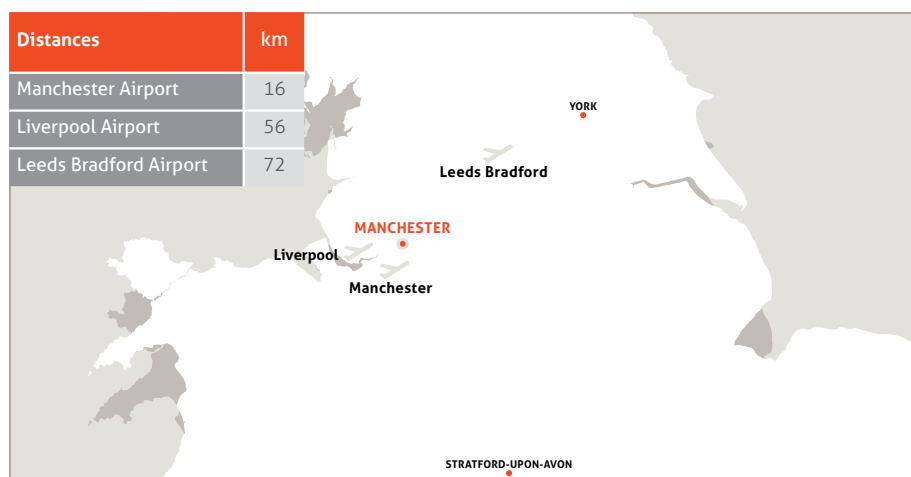 Distances km
Manchester Airport 16
Liverpool Airport 56
Leeds Bradford Airport 72
YORK
Leeds Bradford
MANCHESTER
Liverpool
Manchester
STRATFORD-UPON-AVON